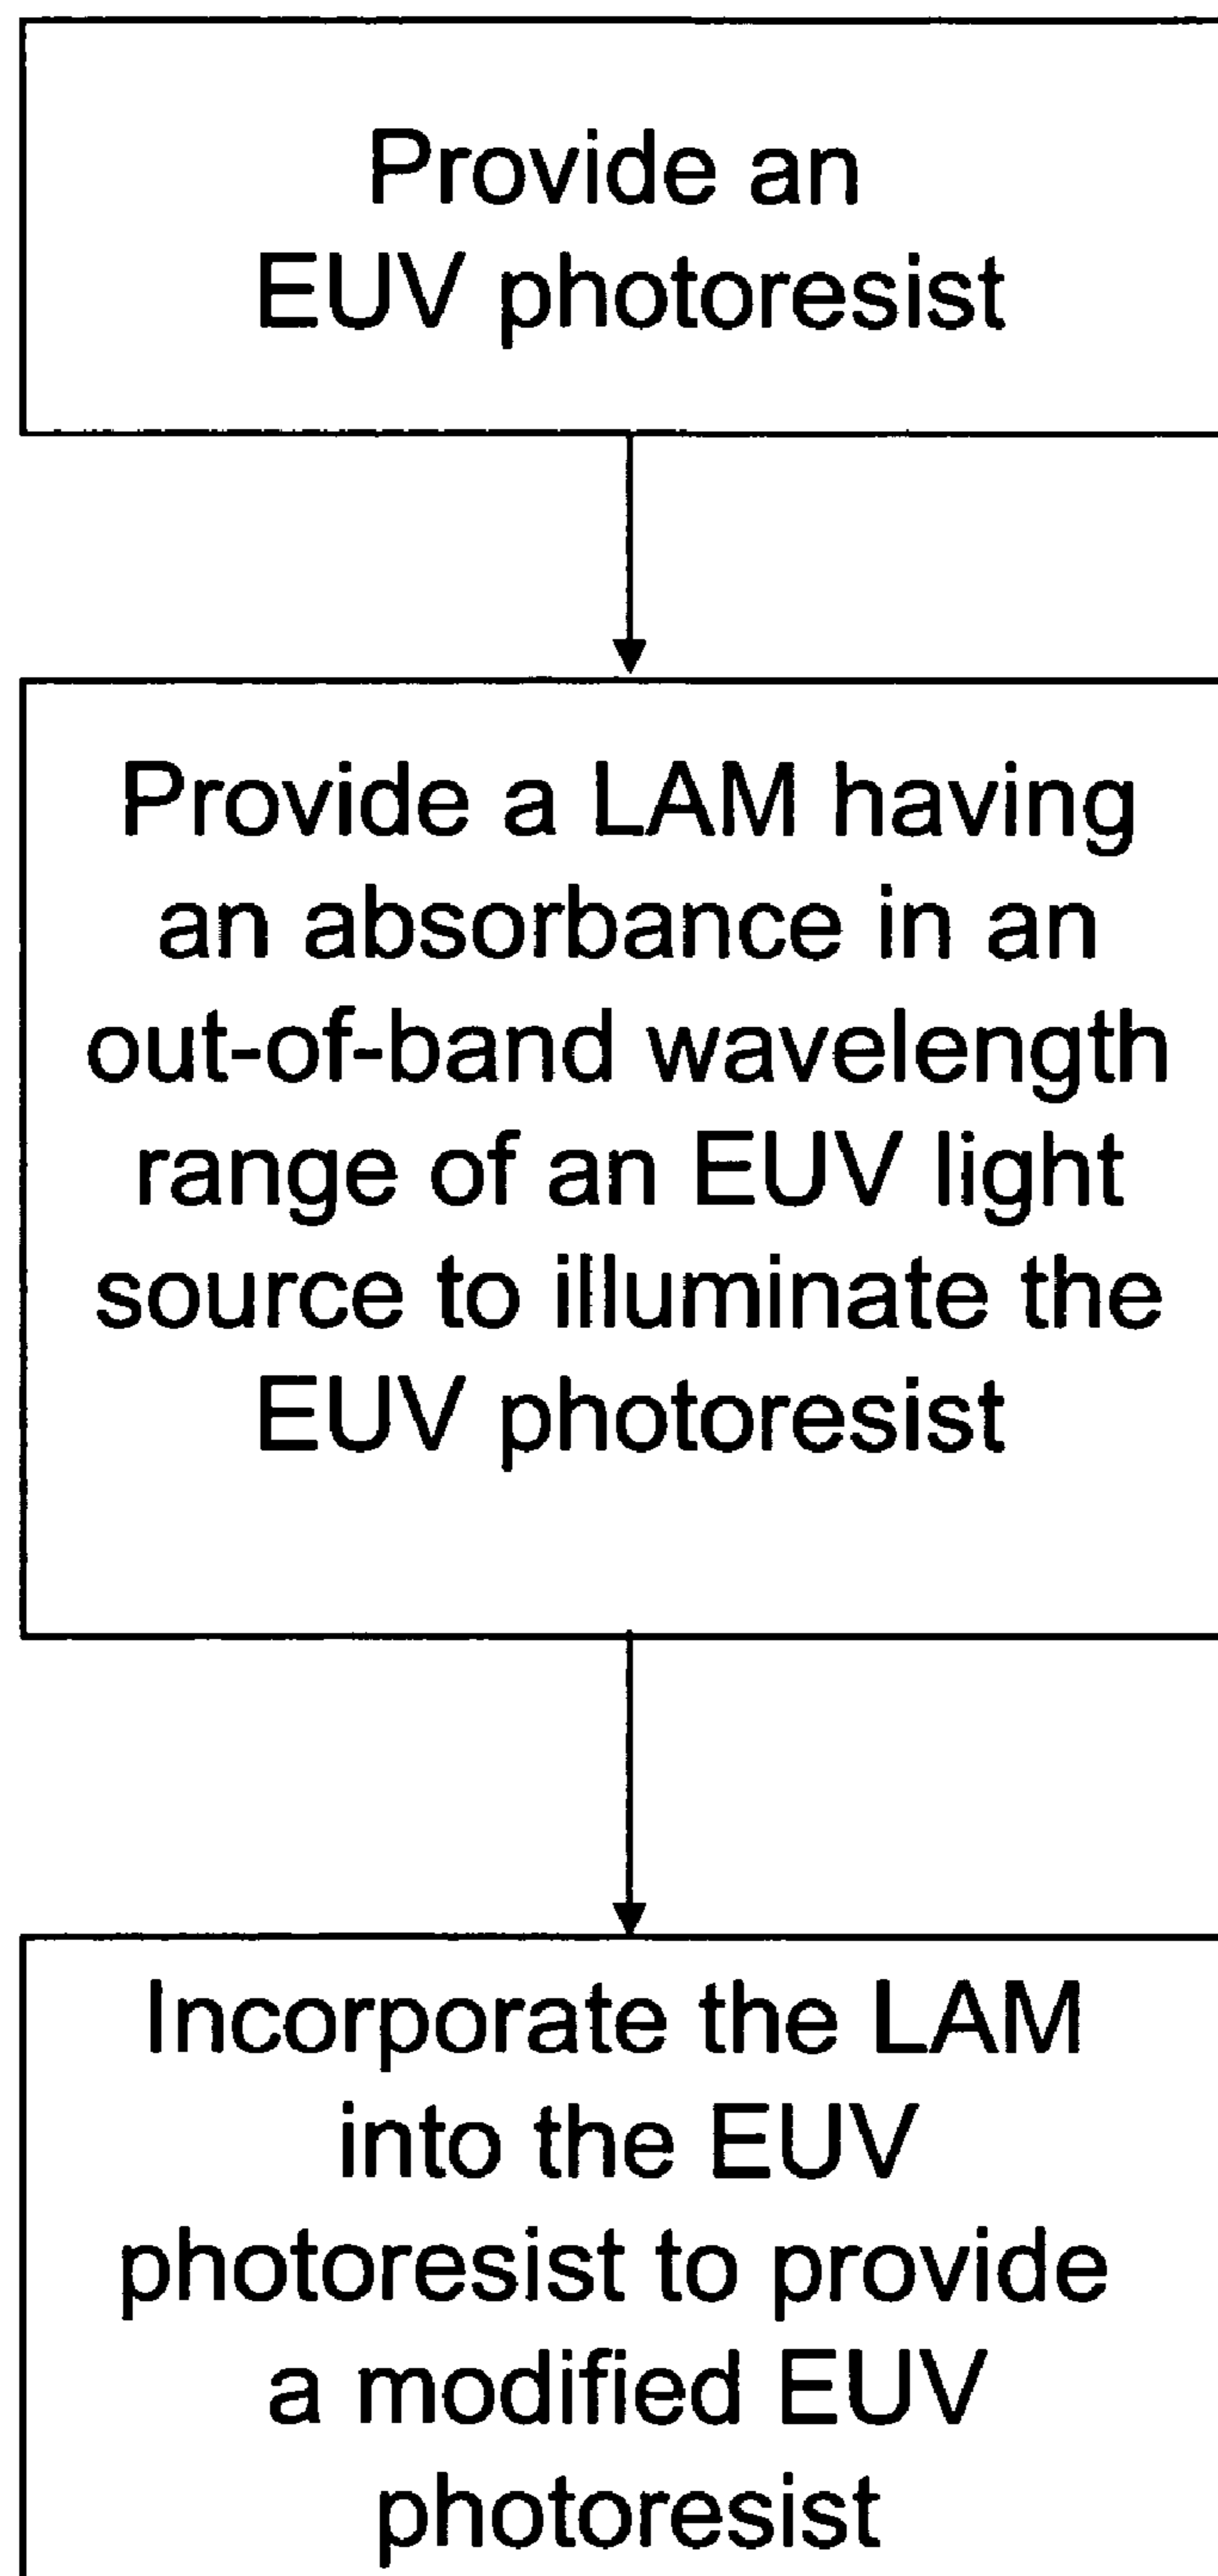 Provide an
EUV photoresist
Provide a LAM having
an absorbance in an
out-of-band wavelength
range of an EUV light
source to illuminate the
EUV photoresist
Incorporate the LAM
into the EUV
photoresist to provide
a modified EUV
photoresist